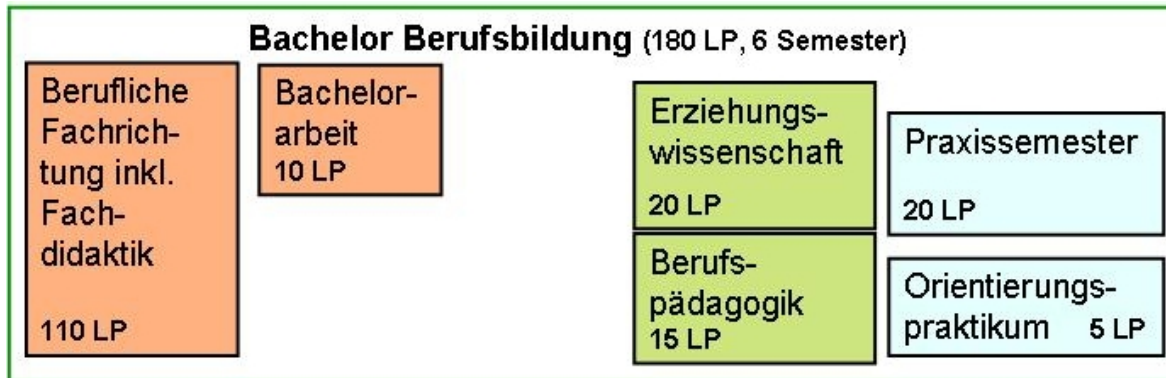 Bachelor Berufsbildung (180 LP, 6 Semester)
Berufliche
Fachrich-
tung inkl.
Fach-
didaktik
110 LP
Bachelor-
arbeit
10 LP
Erziehungs-
wissenschaft
20 LP
Berufs-
pädagogik
15 LP
Praxissemester
20 LP
Orientierungs-
praktikum 5 LP